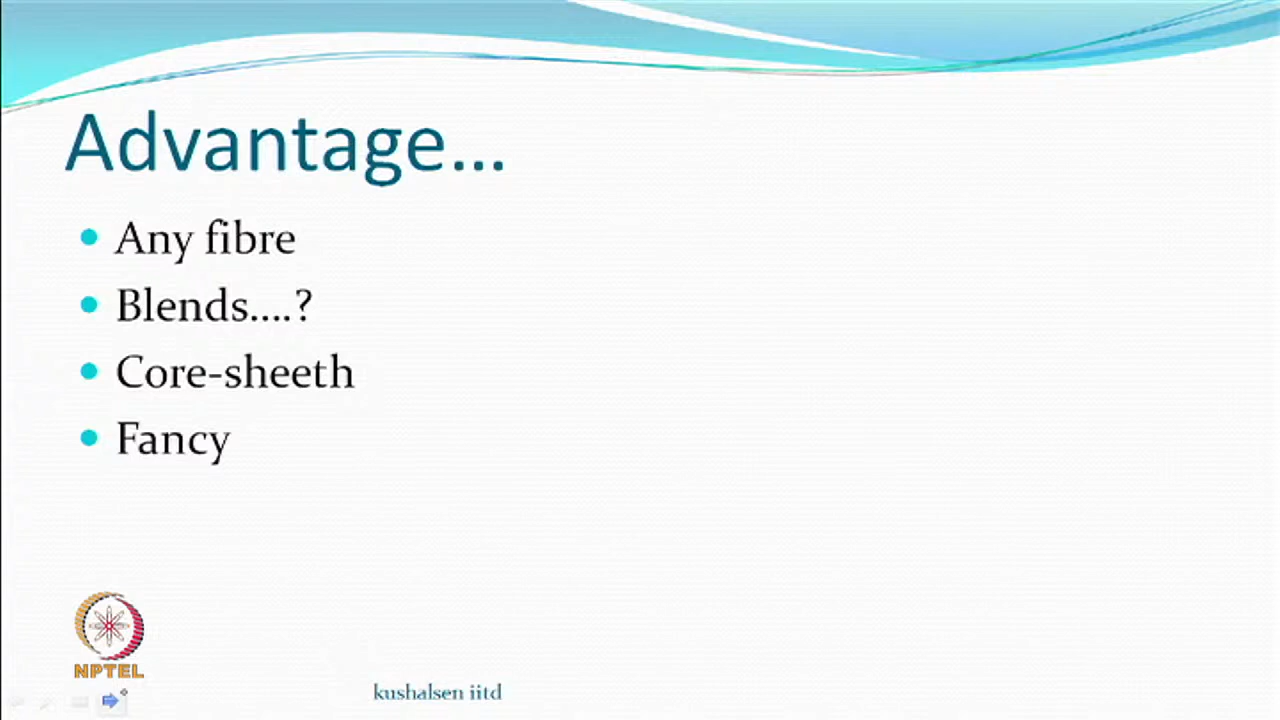 Advantage...
Any fibre
Blends....?
Core-sheeth
Fancy
NPTEL
kushalsen iitd